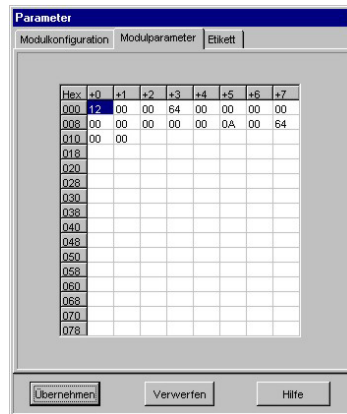 Parameter
Modulkonfiguration Modulparameter Etikett
Hex +0 +1 +2 +3 +4 +5 +6 +7
000 12 00 00 64 00 00 00 00
008 00 00 00 00 00 0A 00 64
010 00 00
018
020
028
030
038
040
048
050
058
060
068
070
078
Übernehmen Verwerfen Hilfe